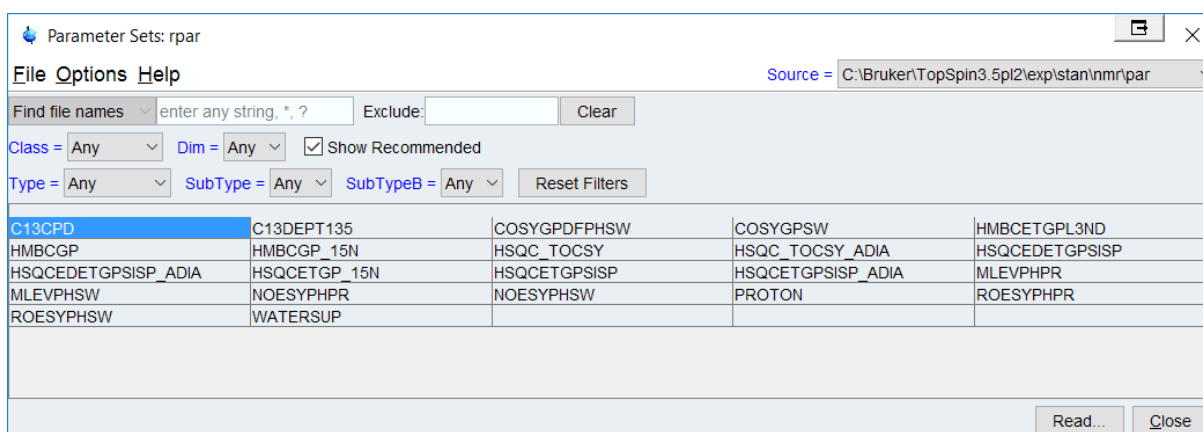 Parameter Sets: rpar
File Options Help Source = C:\Bruker\TopSpin3.5pl2\exp\stan\nmr\par
Find file names enter any string, *, ? Exclude: Clear
Class = Any Dim = Any Show Recommended
Type = Any SubType = Any SubTypeB = Any Reset Filters
C13CPD C13DEPT135 COSYGPDFPHSW COSYGPSW HMBCETGPL3ND
HMBCGP HMBCGP_15N HSQC_TOCSY HSQC_TOCSY_ADIA HSQCEDETGPSISP
HSQCEDETGPSISP_ADIA HSQCETGP_15N HSQCETGPSISP HSQCETGPSISP_ADIA MLEVPHPR
MLEVPHSW NOESYPHPR NOESYPHSW PROTON ROESYPHPR
ROESYPHSW WATERSUP
Read... Close